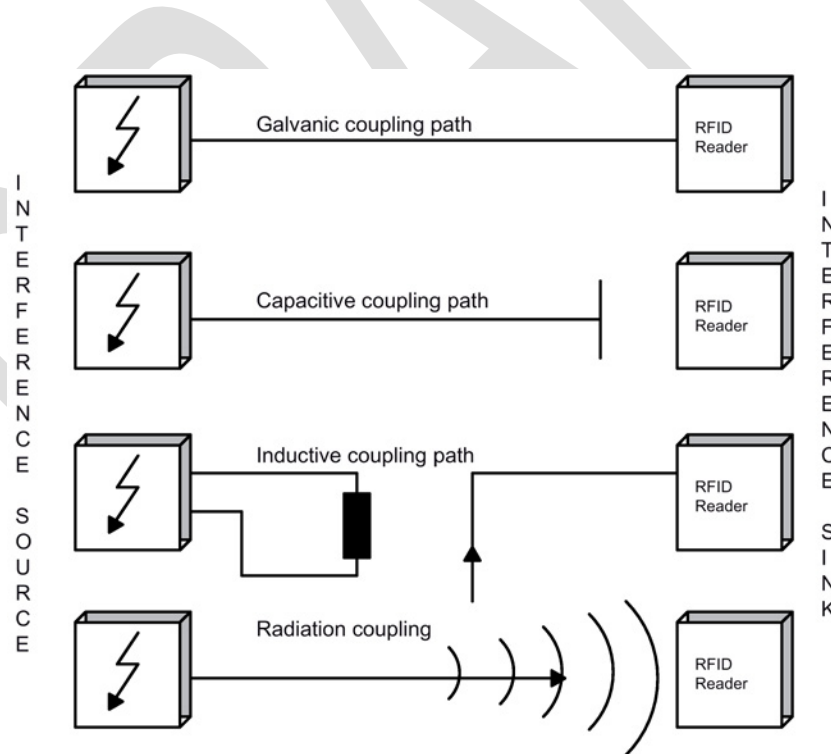 INTERFERENCE SOURCE
Galvanic coupling path
RFID
Reader
Capacitive coupling path
RFID
Reader
Inductive coupling path
RFID
Reader
Radiation coupling
RFID
Reader
INTERFERENCE SINK